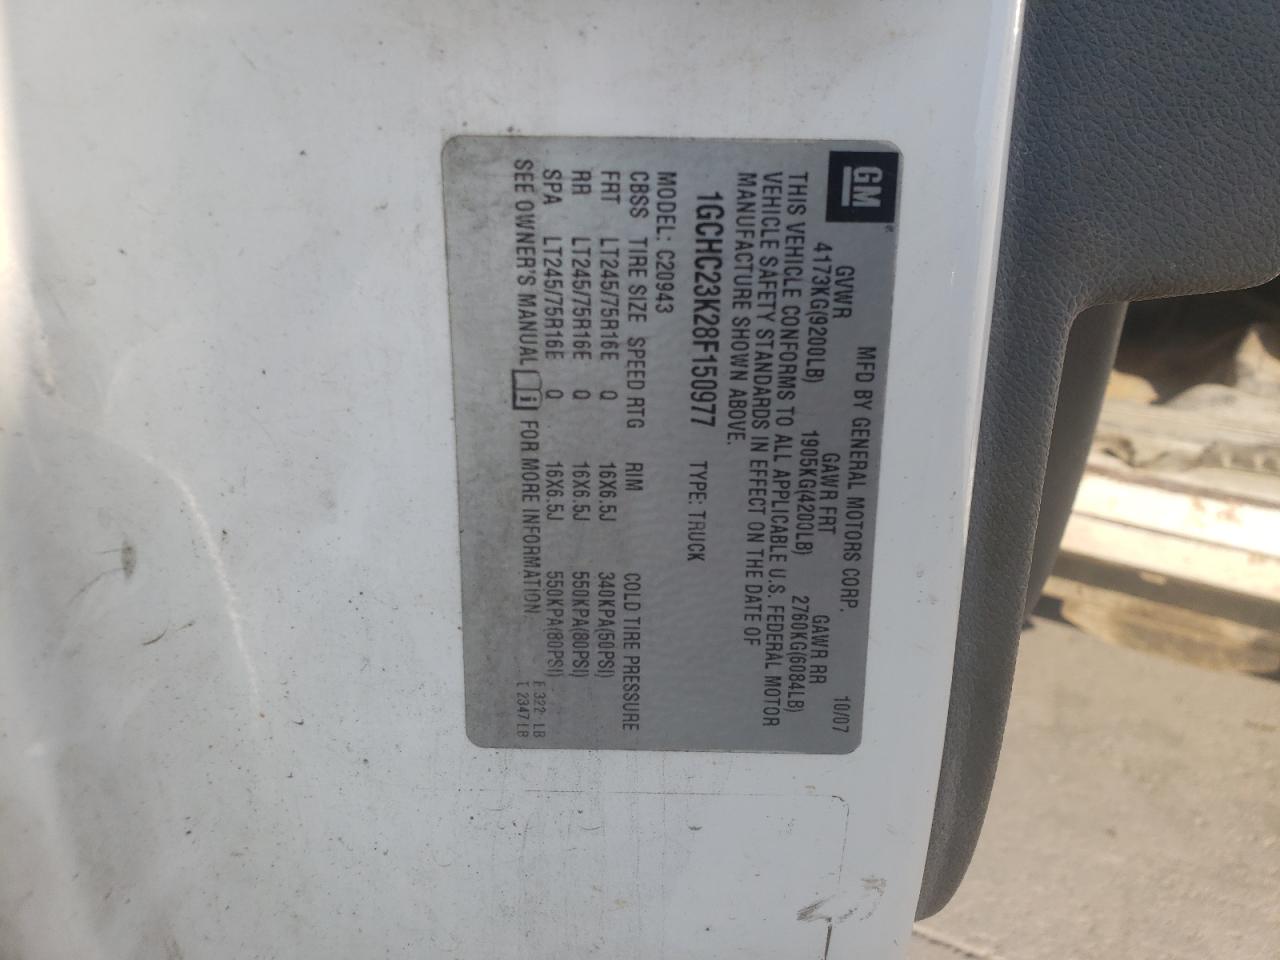 GM
MFD BY GENERAL MOTORS CORP. 10/07
GVWR GAWR FRT GAWR RR
4173KG(9200LB) 1905KG(4200LB) 2760KG(6084LB)
THIS VEHICLE CONFORMS TO ALL APPLICABLE U.S. FEDERAL MOTOR
VEHICLE SAFETY STANDARDS IN EFFECT ON THE DATE OF
MANUFACTURE SHOWN ABOVE.
1GCHC23K28F150977 TYPE: TRUCK
MODEL: C20943
CBSS TIRE SIZE SPEED RTG RIM COLD TIRE PRESSURE
FRT LT245/75R16E Q 16X6.5J 340KPA(50PSI)
RR LT245/75R16E Q 16X6.5J 550KPA(80PSI)
SPA LT245/75R16E Q 16X6.5J 550KPA(80PSI)
SEE OWNER'S MANUAL i FOR MORE INFORMATION.
322 LB
2347 LB